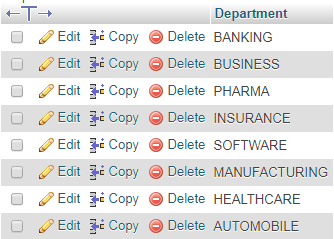 Department
Edit Copy Delete BANKING
Edit Copy Delete BUSINESS
Edit Copy Delete PHARMA
Edit Copy Delete INSURANCE
Edit Copy Delete SOFTWARE
Edit Copy Delete MANUFACTURING
Edit Copy Delete HEALTHCARE
Edit Copy Delete AUTOMOBILE